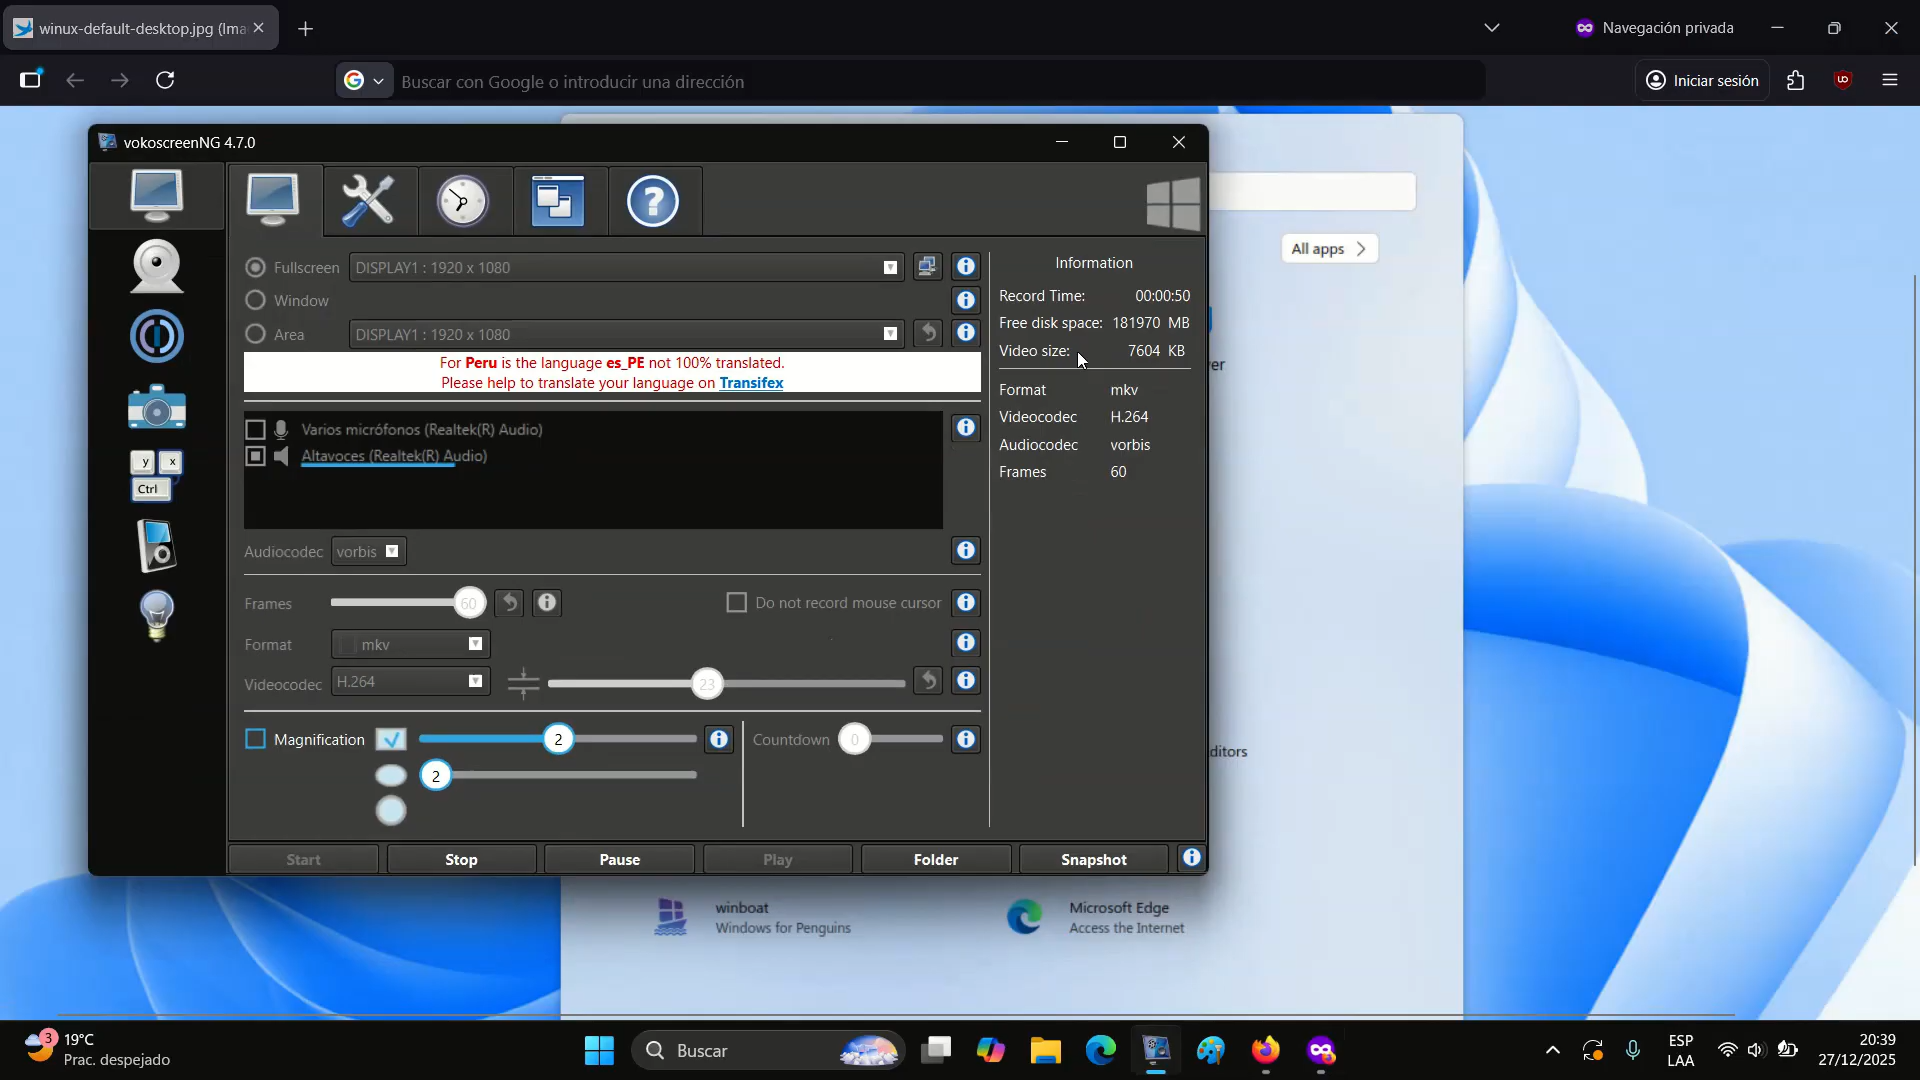 winux-default-desktop.jpg (Ima
Navegación privada
Buscar con Google o introducir una dirección
Iniciar sesión
vokoscreenNG 4.7.0
All apps
Fullscreen
DISPLAY1 : 1920 x 1080
Window
Area
DISPLAY1 : 1920 x 1080
For Peru is the language es_PE not 100% translated.
Please help to translate your language on Transifex
Varios micrófonos (Realtek(R) Audio)
Altavoces (Realtek(R) Audio)
Audiocodec vorbis
Frames 60
Do not record mouse cursor
Format mkv
Videocodec H.264 23
Magnification 2
2
Countdown 0
Information
Record Time: 00:00:50
Free disk space: 181970 MB
Video size: 7604 KB
Format mkv
Videocodec H.264
Audiocodec vorbis
Frames 60
Start Stop Pause Play Folder Snapshot
y x
Ctrl
ver
ditors
winboat
Windows for Penguins
Microsoft Edge
Access the Internet
3
19°C
Prac. despejado
Buscar
ESP
LAA
20:39
27/12/2025